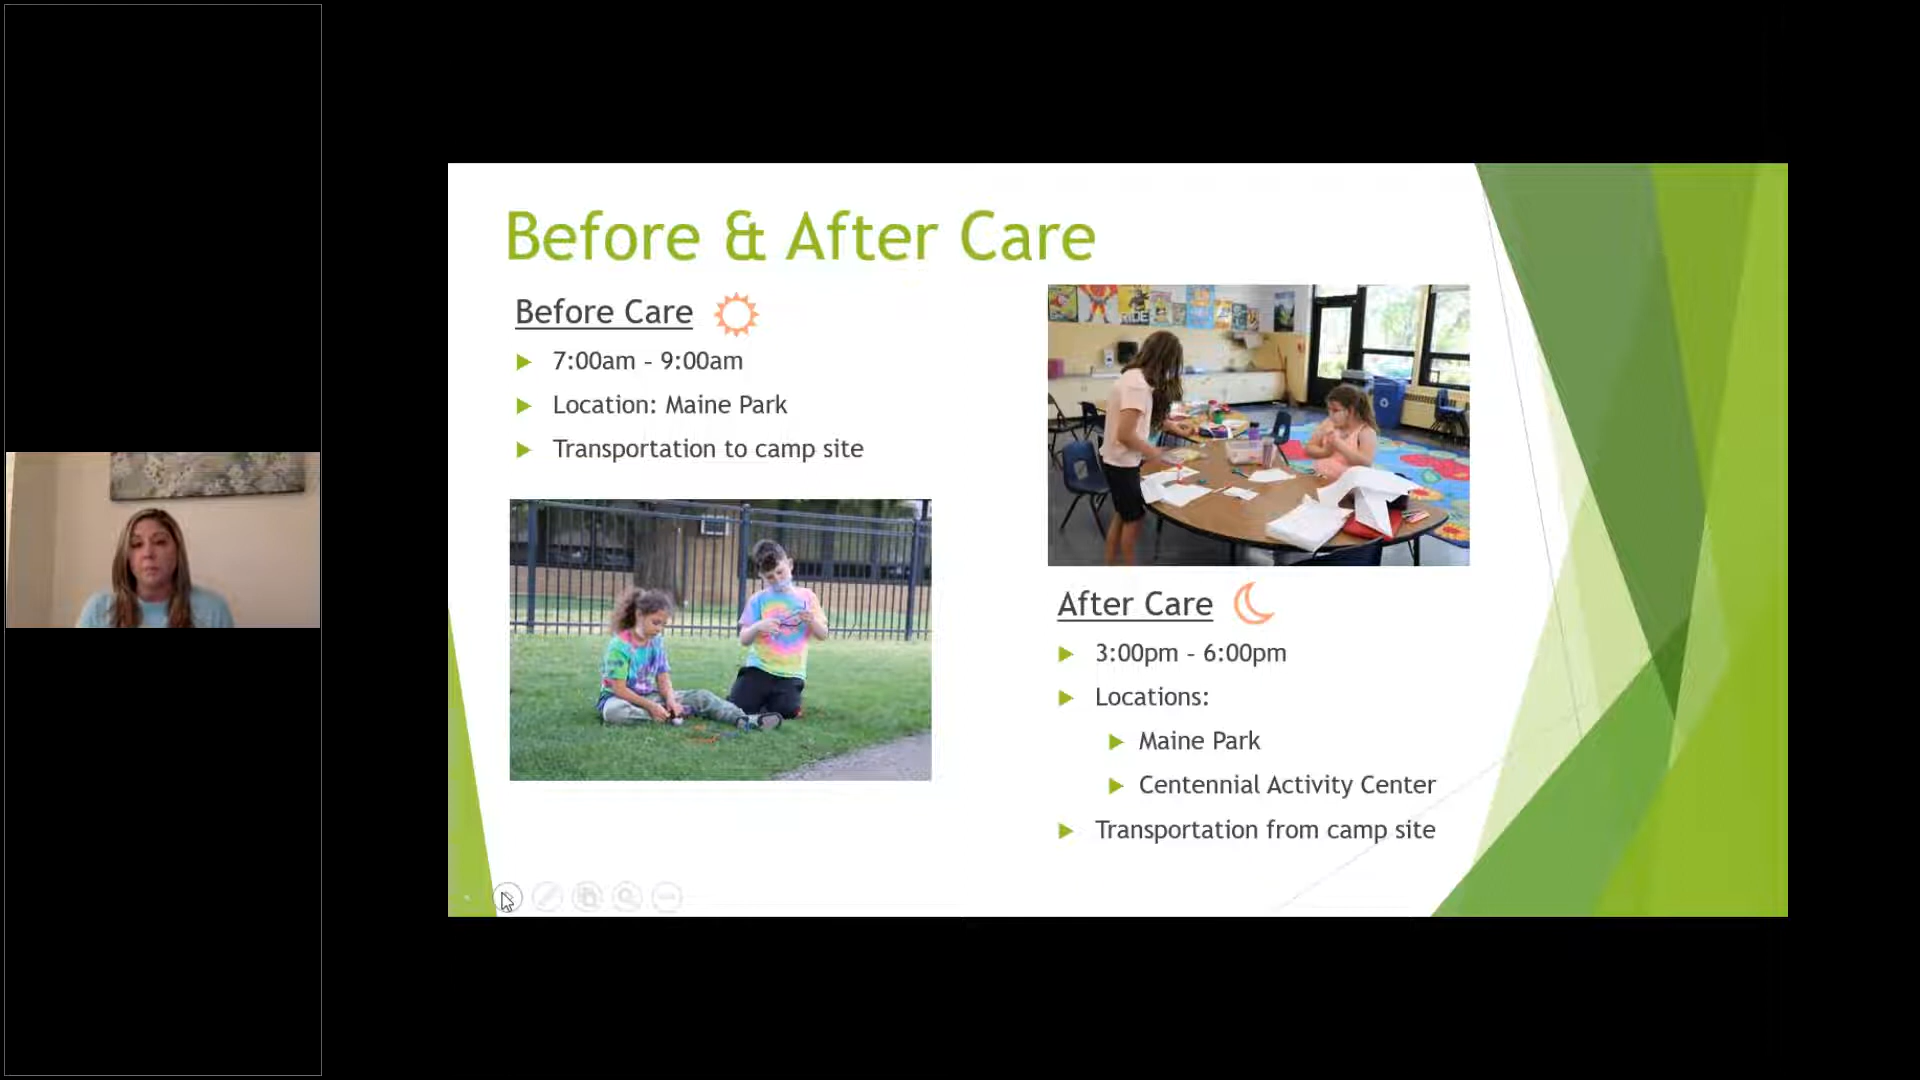 Before & After Care
Before Care
7:00am - 9:00am
Location: Maine Park
Transportation to camp site
RIDE
After Care
3:00pm - 6:00pm
Locations:
Maine Park
Centennial Activity Center
Transportation from camp site